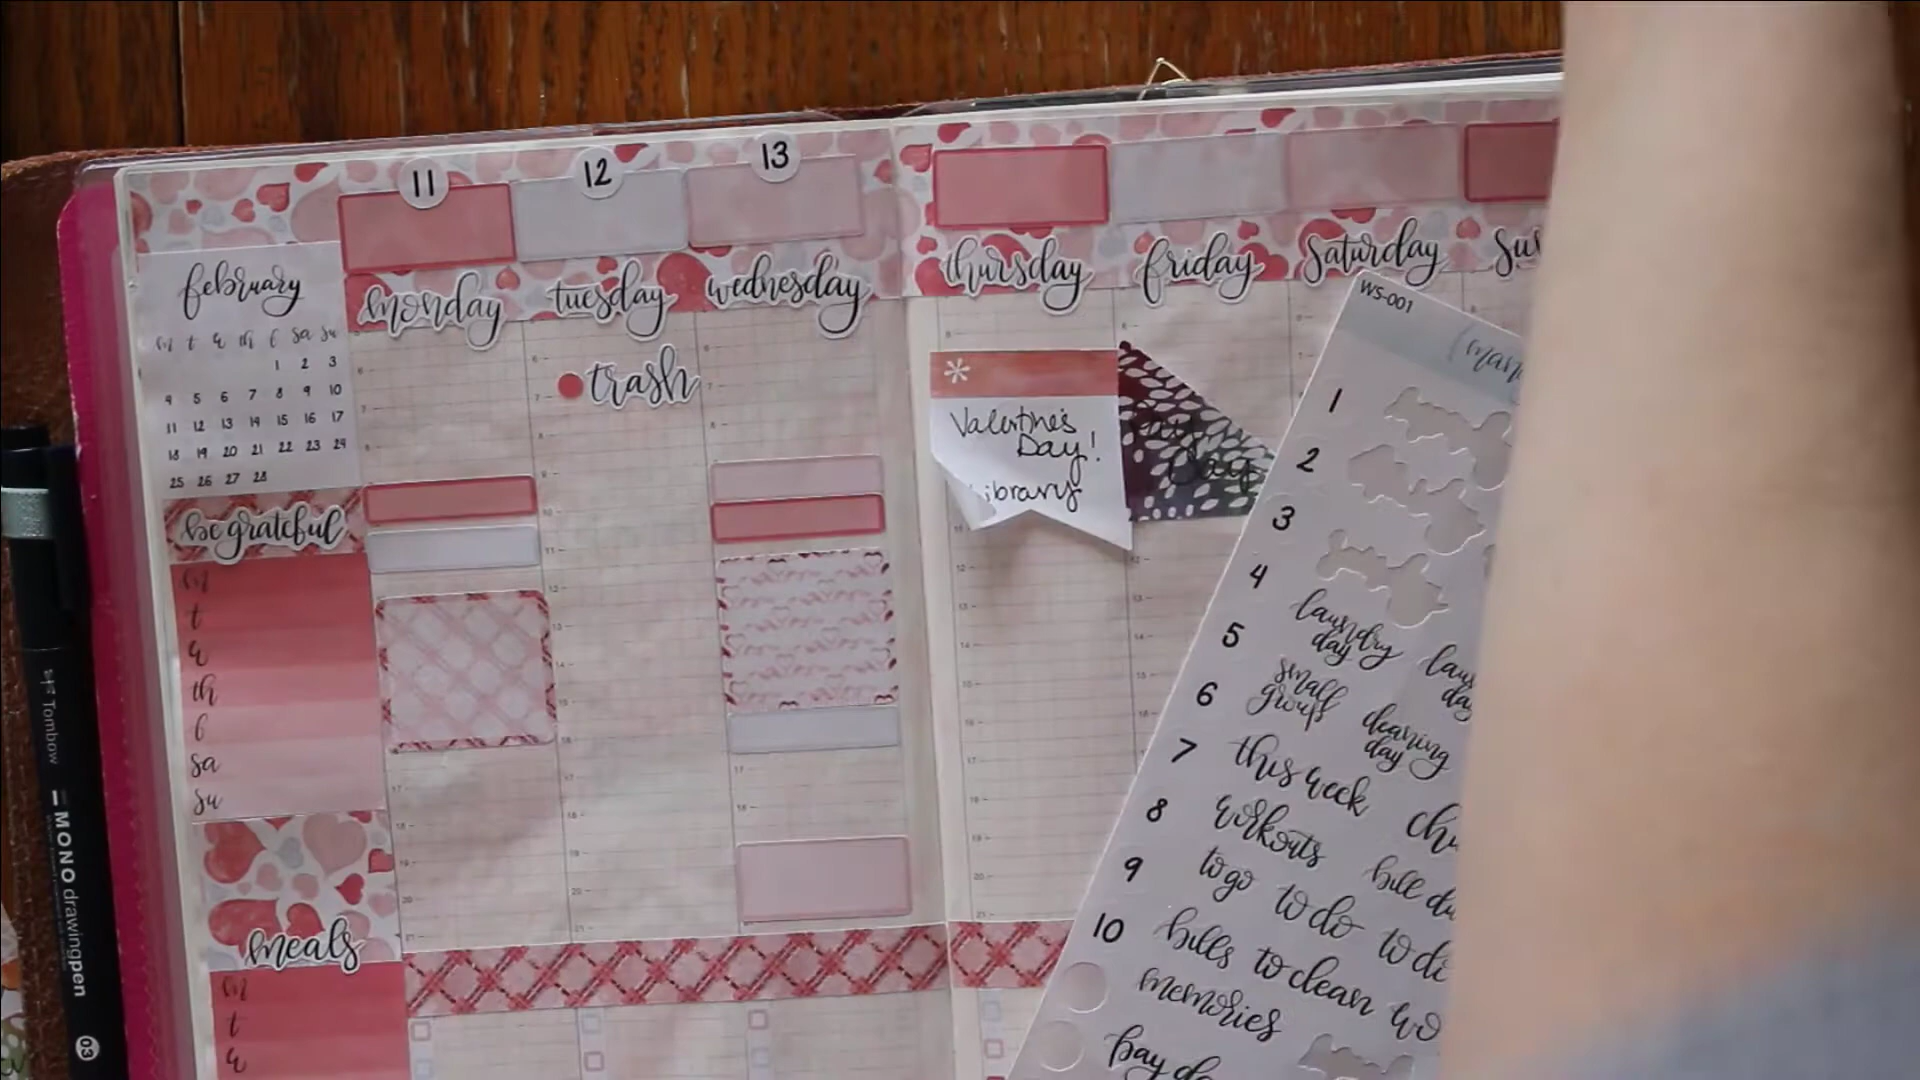 11
12
13
february
m t w th f sa su
1 2 3
4 5 6 7 8 9 10
11 12 13 14 15 16 17
18 19 20 21 22 23 24
25 26 27 28
monday
tuesday
wednesday
thursday
friday
saturday
trash
be grateful
m
t
w
th
f
sa
su
meals
m
t
w
Valentine's
Day!
Library
Day
WS-001
1
2
3
4
5
6
7
8
9
10
laundry
day
small
group
cleaning
day
this week
workouts
bill
to go to do
bills to clean
memories
pay
Tombow
MONO drawing pen
03